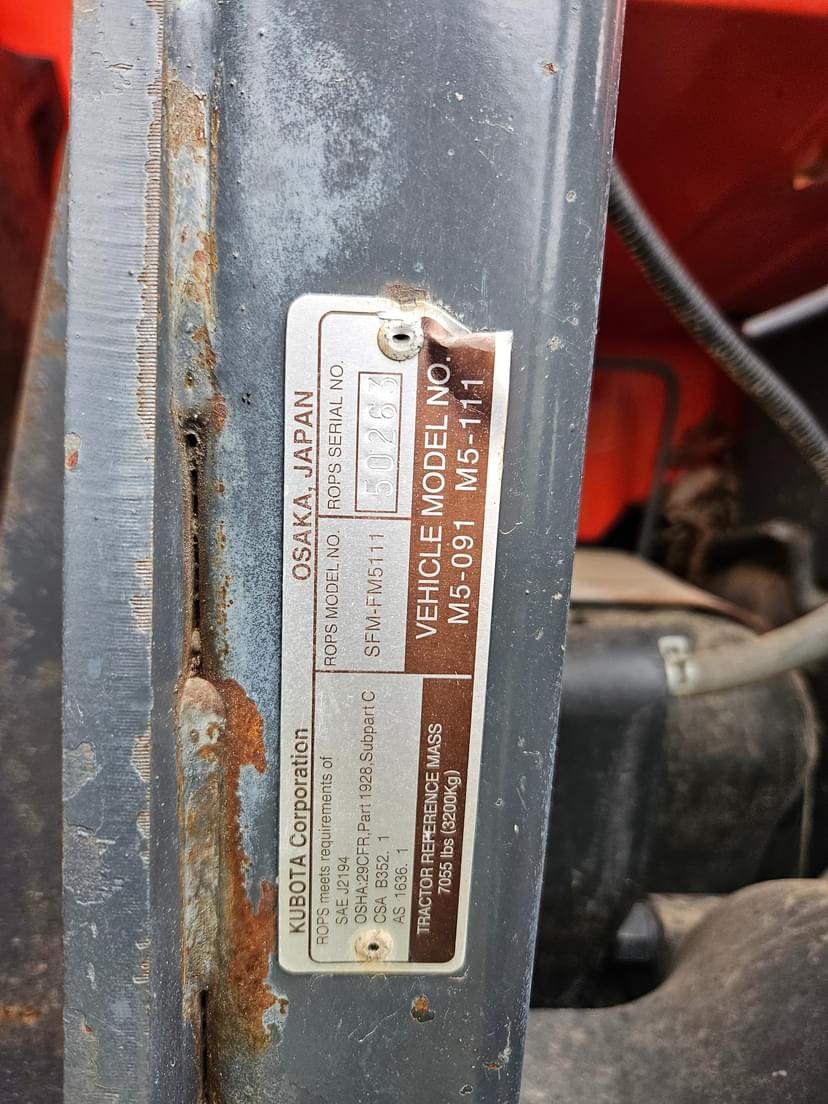 KUBOTA Corporation OSAKA, JAPAN
ROPS meets requirements of
SAE J2194
OSHA:29CFR,Part 1928,Subpart C
CSA B352. 1
AS 1636. 1
ROPS MODEL NO.
SFM-FM5111
ROPS SERIAL NO.
50263
TRACTOR REFERENCE MASS
7055 lbs (3200Kg)
VEHICLE MODEL NO.
M5-091 M5-111